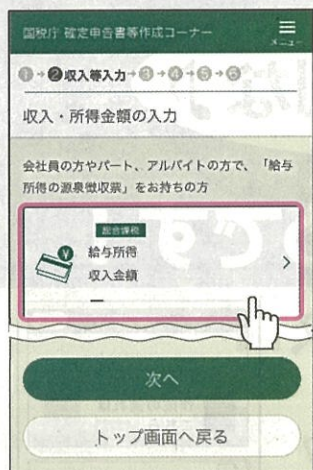 国税庁 確定申告書等作成コーナー
メニュー
❶→❷収入等入力→❸→❹→❺→❻
収入・所得金額の入力
会社員の方やパート、アルバイトの方で、「給与
所得の源泉徴収票」をお持ちの方
総合課税
給与所得
収入金額
次へ
トップ画面へ戻る